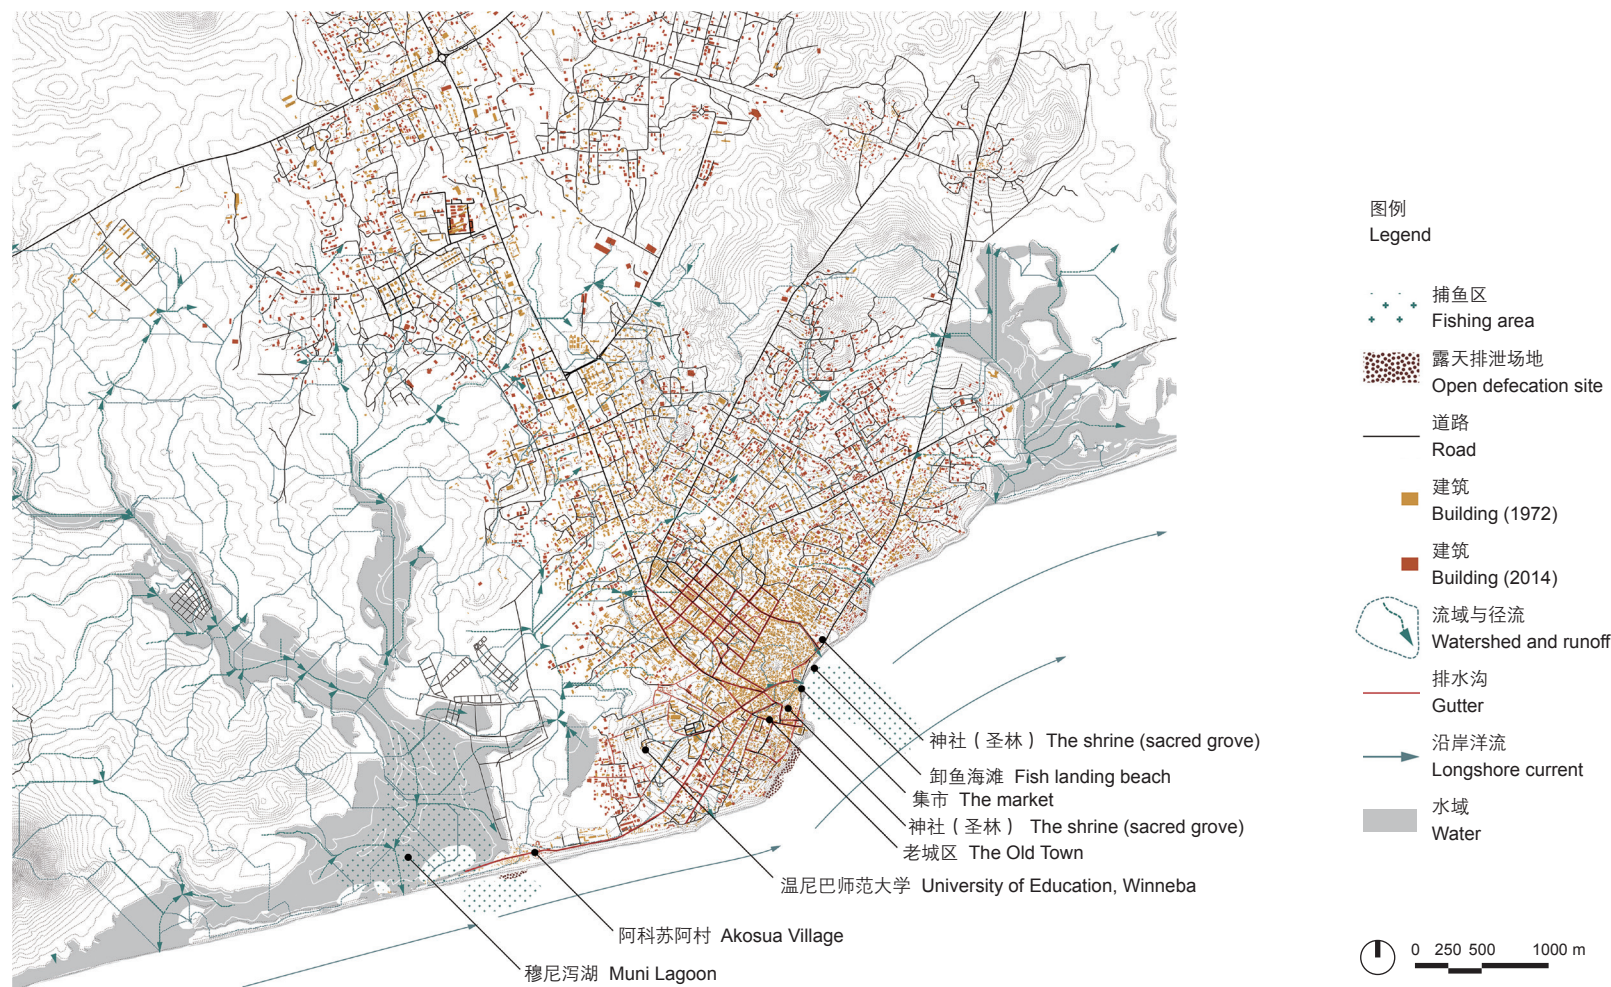 图例
Legend
捕鱼区
Fishing area
露天排泄场地
Open defecation site
道路
Road
建筑
Building (1972)
建筑
Building (2014)
流域与径流
Watershed and runoff
排水沟
Gutter
沿岸洋流
Longshore current
水域
Water
神社（圣林） The shrine (sacred grove)
卸鱼海滩 Fish landing beach
集市 The market
神社（圣林） The shrine (sacred grove)
老城区 The Old Town
温尼巴师范大学 University of Education, Winneba
阿科苏阿村 Akosua Village
穆尼泻湖 Muni Lagoon
0 250 500 1000 m